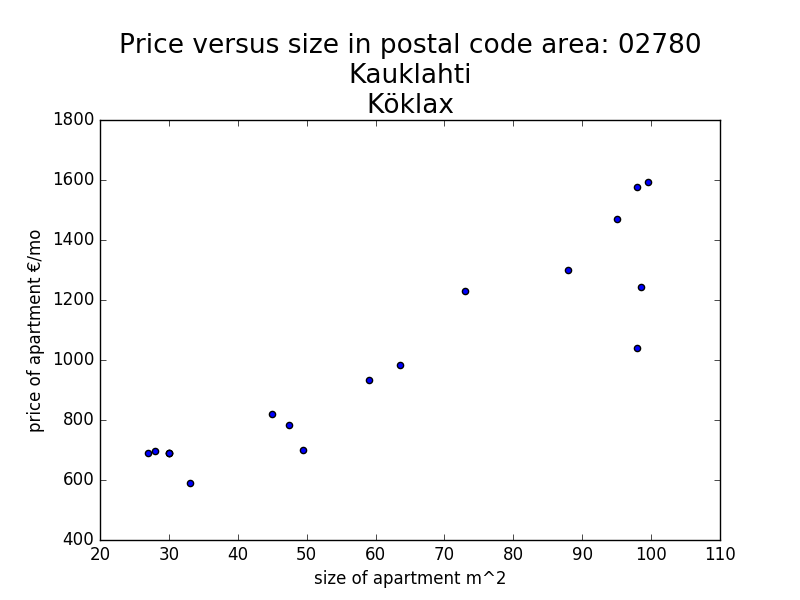 Price versus size in postal code area: 02780
Kauklahti
Köklax
1800
1600
1400
1200
1000
800
600
400
price of apartment €/mo
20 30 40 50 60 70 80 90 100 110
size of apartment m^2